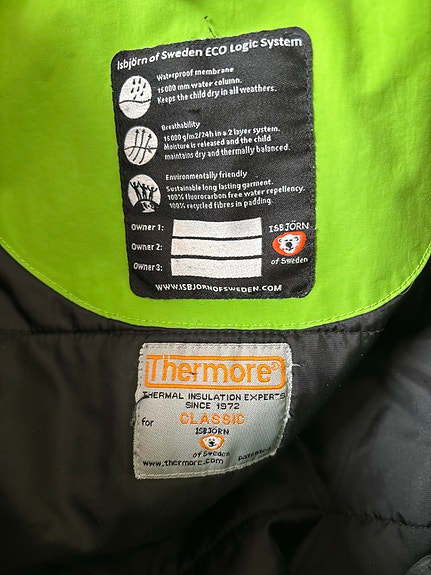 Isbjörn of Sweden ECO Logic System
Waterproof membrane
15000 mm water column.
Keeps the child dry in all weathers.
Breathability
15 000 g/m2/24h in a 2 layer system.
Moisture is released and the child
maintains dry and thermally balanced.
Environmentally friendly
Sustainable long lasting garment.
100% fluorocarbon free water repellency.
100% recycled fibres in padding.
Owner 1:
Owner 2:
Owner 3:
ISBJÖRN
of Sweden
WWW.ISBJORNOFSWEDEN.COM
Thermore®
THERMAL INSULATION EXPERTS
SINCE 1972
for CLASSIC
ISBJÖRN
of Sweden
www.thermore.com patented